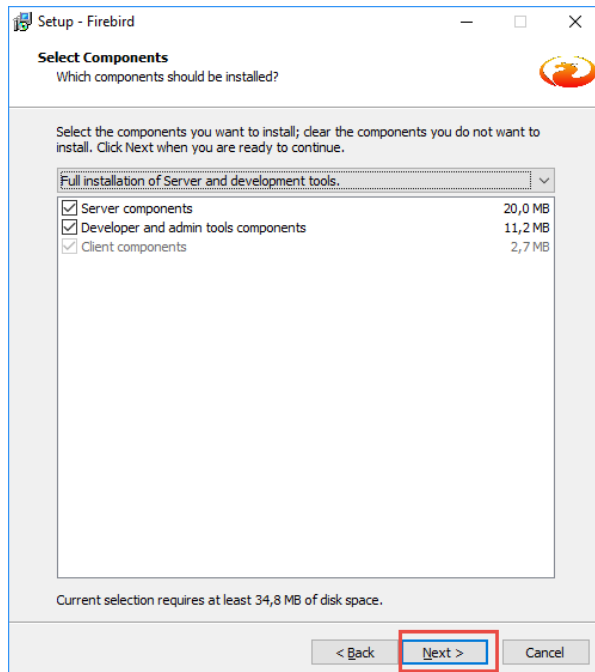 Setup - Firebird
Select Components
Which components should be installed?
Select the components you want to install; clear the components you do not want to
install. Click Next when you are ready to continue.
Full installation of Server and development tools.
Server components 20,0 MB
Developer and admin tools components 11,2 MB
Client components 2,7 MB
Current selection requires at least 34,8 MB of disk space.
< Back Next > Cancel